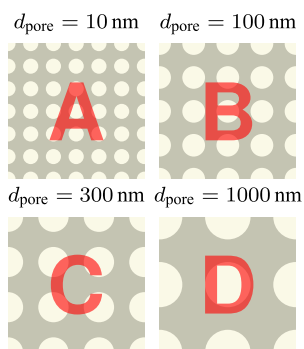 d_pore = 10 nm d_pore = 100 nm
A B
d_pore = 300 nm d_pore = 1000 nm
C D